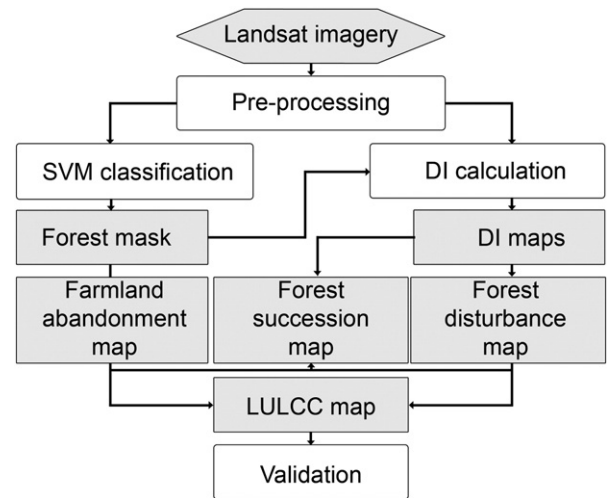 Landsat imagery
Pre-processing
SVM classification
DI calculation
Forest mask
DI maps
Farmland
abandonment
map
Forest
succession
map
Forest
disturbance
map
LULCC map
Validation